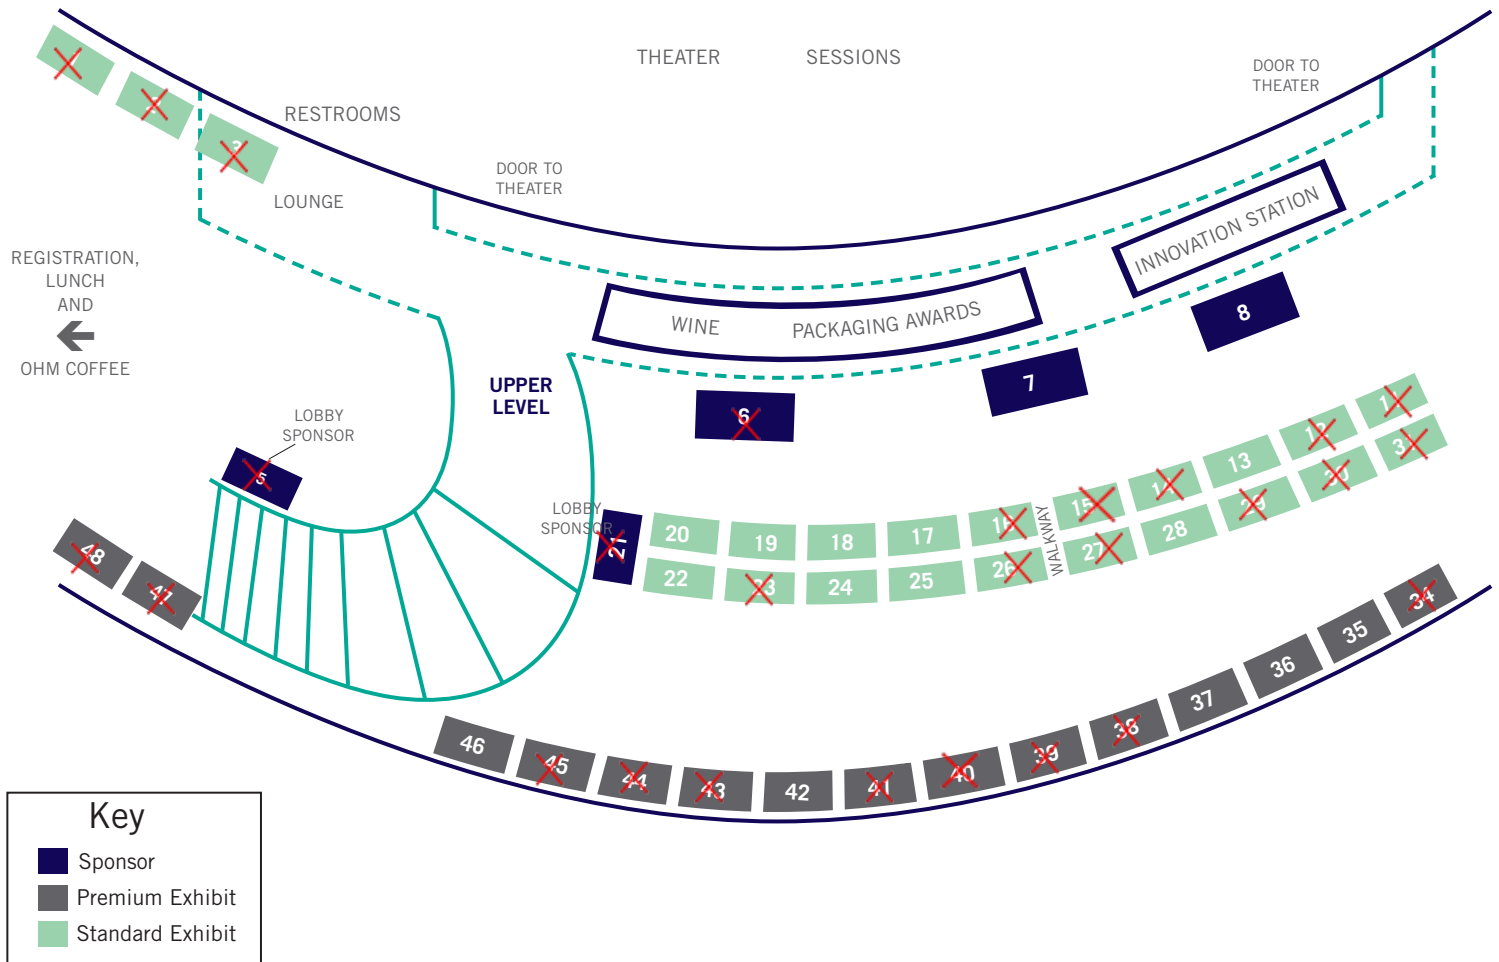 THEATER SESSIONS
DOOR TO
THEATER
RESTROOMS
DOOR TO
THEATER
LOUNGE
INNOVATION STATION
REGISTRATION,
LUNCH
AND
OHM COFFEE
WINE PACKAGING AWARDS
8
7
6
UPPER
LEVEL
LOBBY
SPONSOR
5
LOBBY
SPONSOR
21
20
19
18
17
16
WALKWAY
15
14
13
12
22
23
24
25
26
27
28
29
30
48
47
46
45
44
43
42
41
40
39
38
37
36
35
34
Key
Sponsor
Premium Exhibit
Standard Exhibit